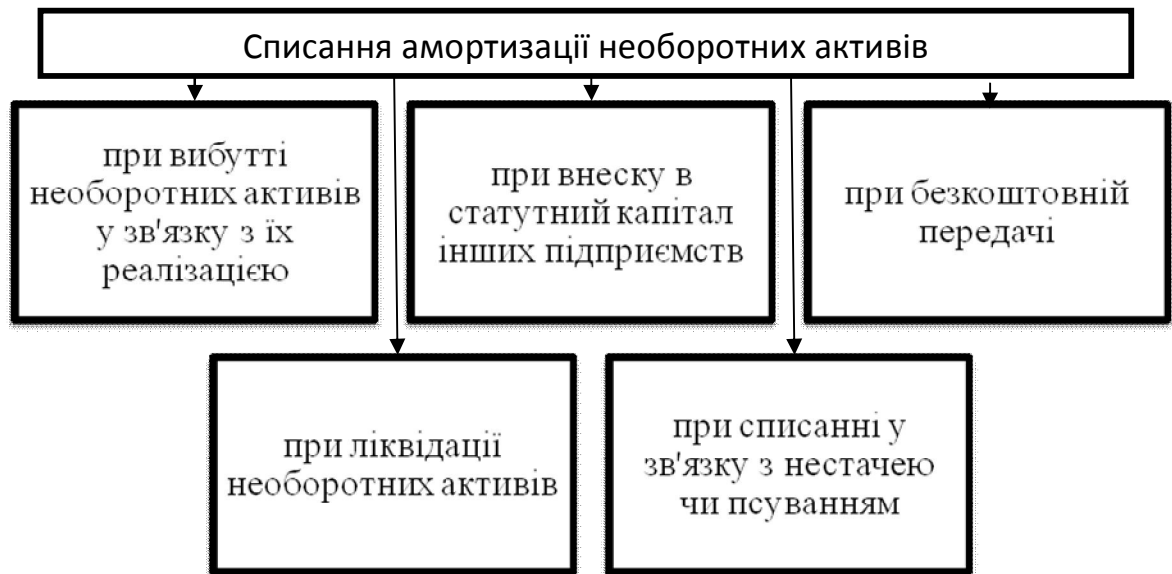 Списання амортизації необоротних активів
при вибутті
необоротних активів
у зв'язку з їх
реалізацією
при внеску в
статутний капітал
інших підприємств
при безкоштовній
передачі
при ліквідації
необоротних активів
при списанні у
зв'язку з нестачею
чи псуванням